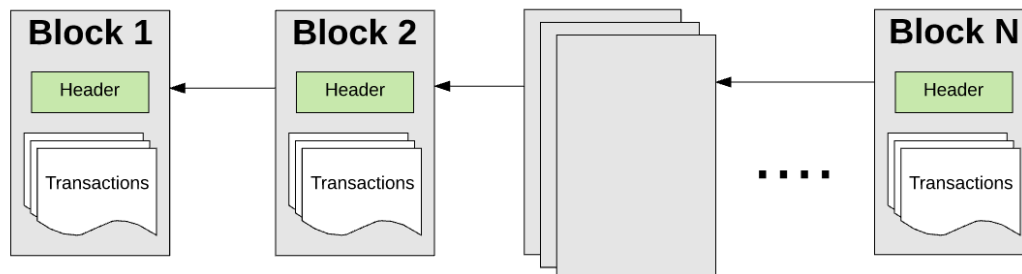 Block 1
Header
Transactions
Block 2
Header
Transactions
....
Block N
Header
Transactions